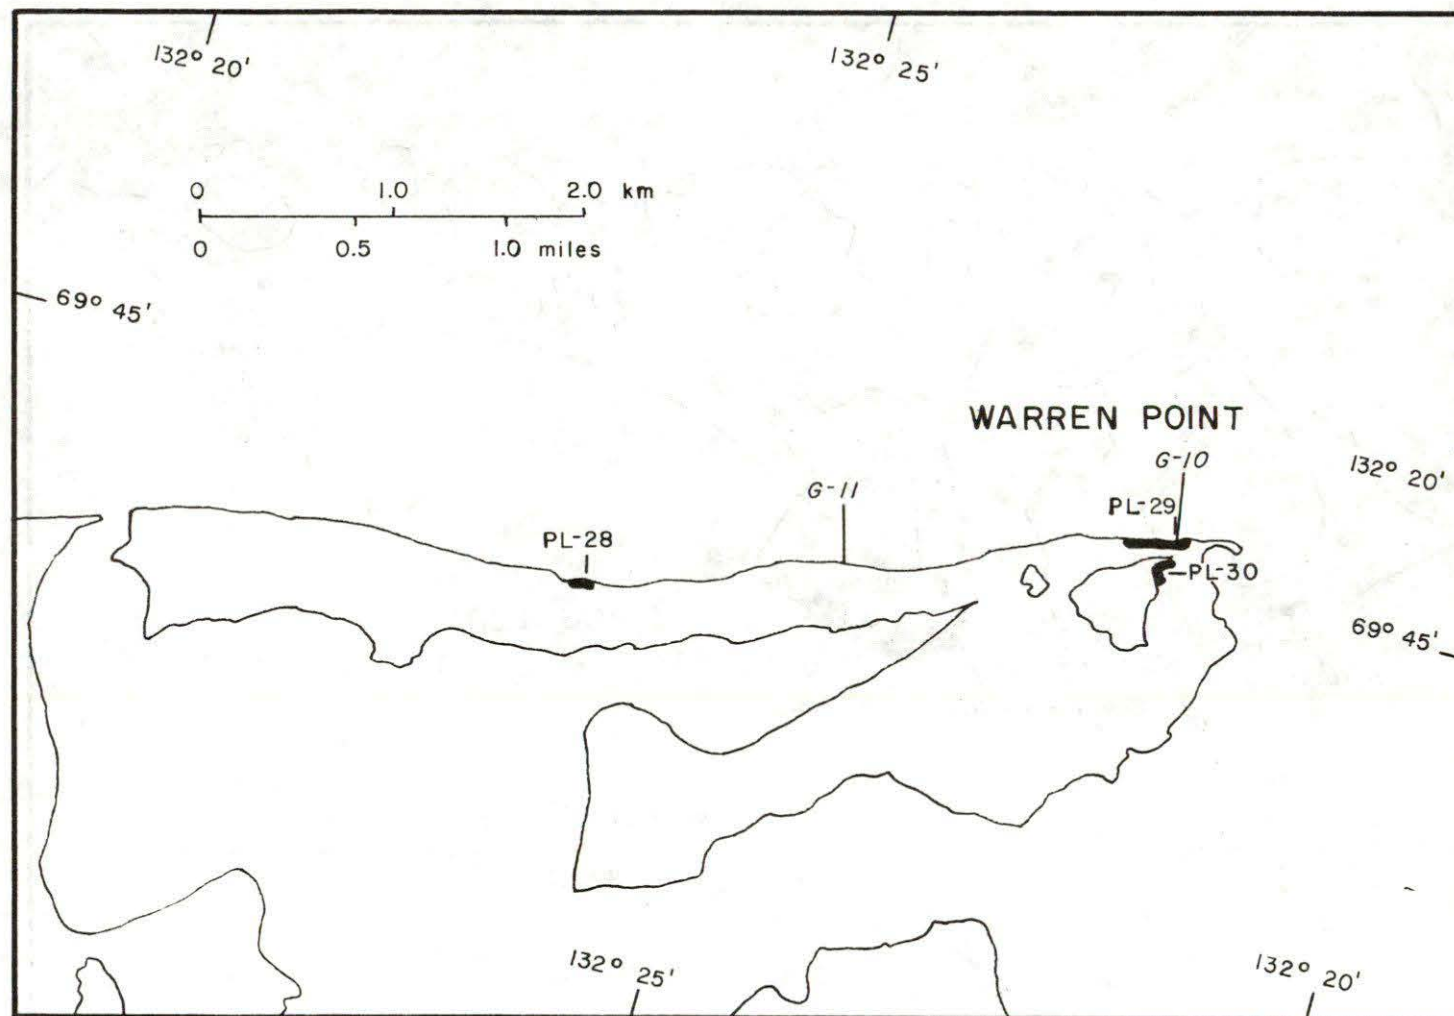 132° 20'
132° 25'
0 1.0 2.0 km
0 0.5 1.0 miles
69° 45'
WARREN POINT
G-10
132° 20'
G-11
PL-29
PL-28
PL-30
69° 45'
132° 25'
132° 20'